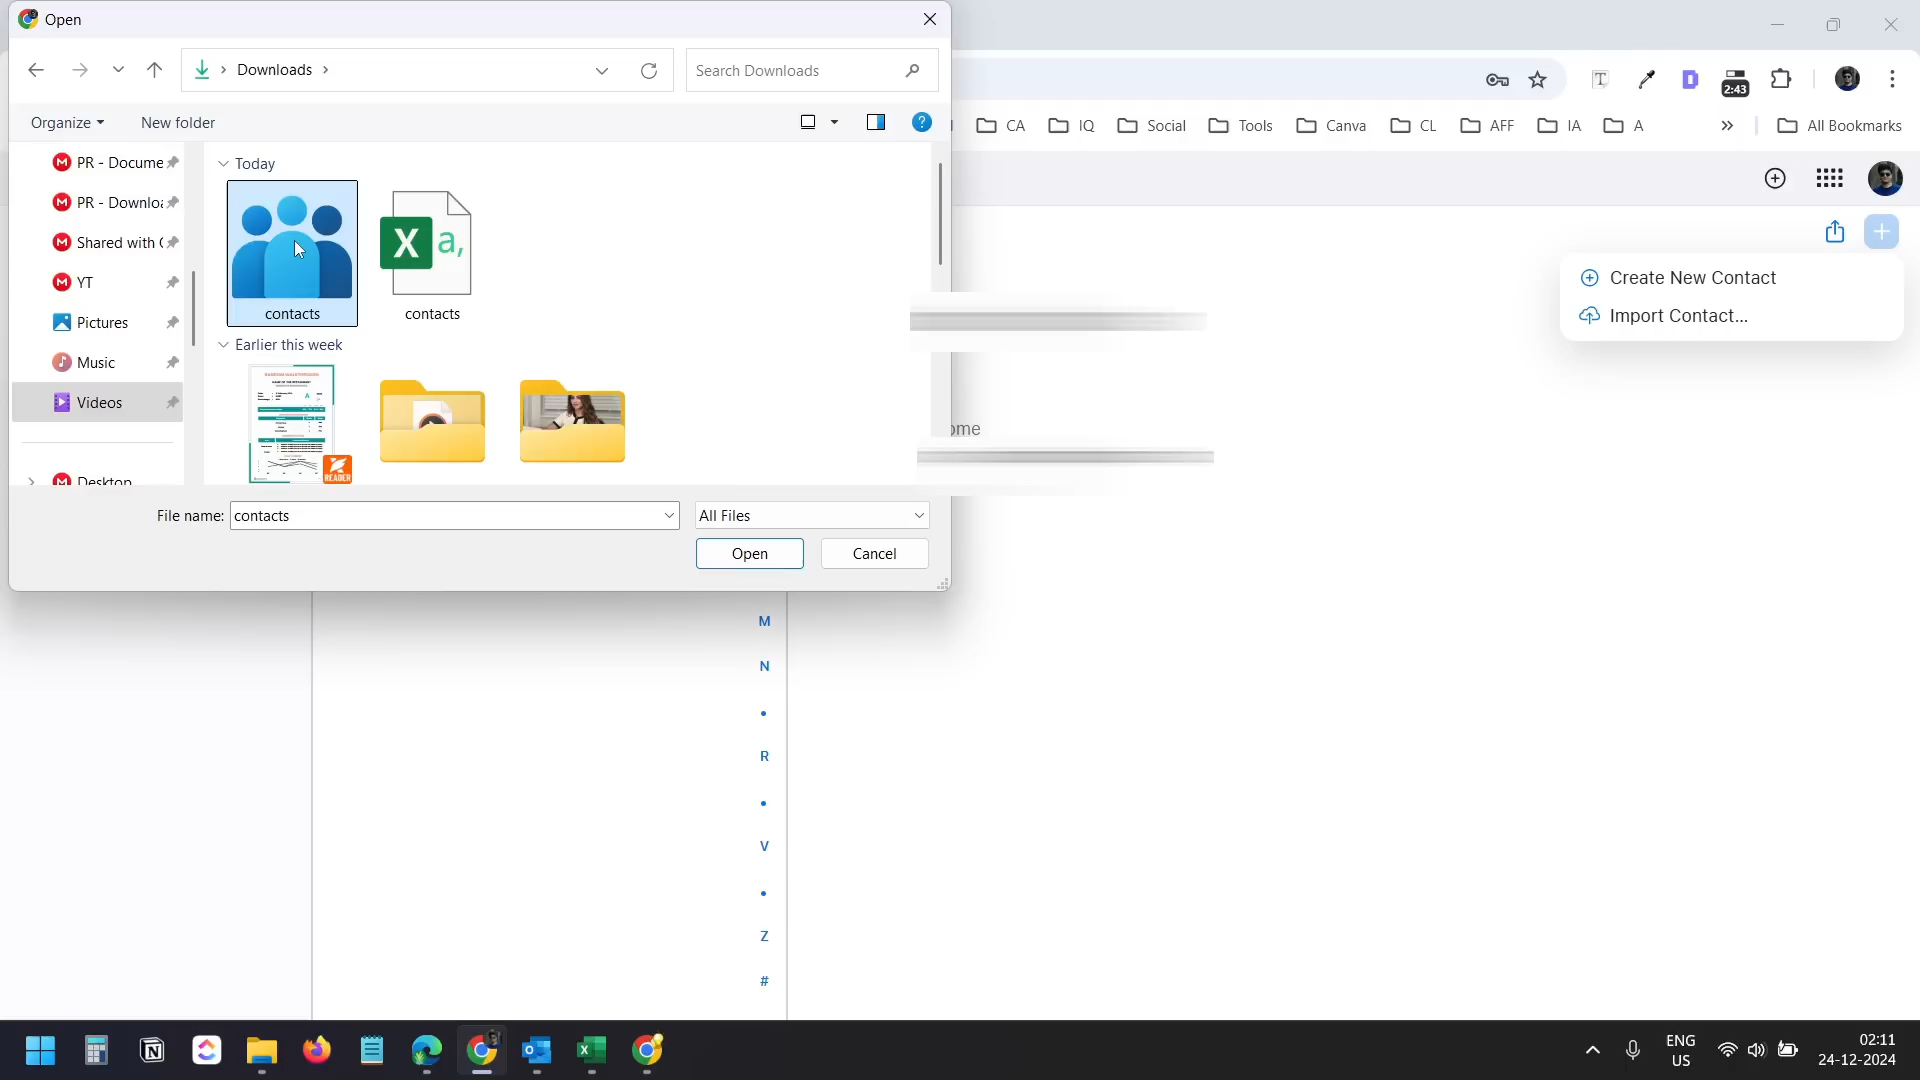 Open
Downloads
Search Downloads
2:43
Organize
New folder
CA
IQ
Social
Tools
Canva
CL
AFF
IA
A
All Bookmarks
PR - Docume
PR - Downlo
Shared with
YT
Pictures
Music
Videos
Desktop
Today
X a,
contacts
contacts
Earlier this week
READER
Create New Contact
Import Contact...
ome
File name: contacts
All Files
Open
Cancel
M
N
•
R
•
V
•
Z
#
ENG
US
02:11
24-12-2024